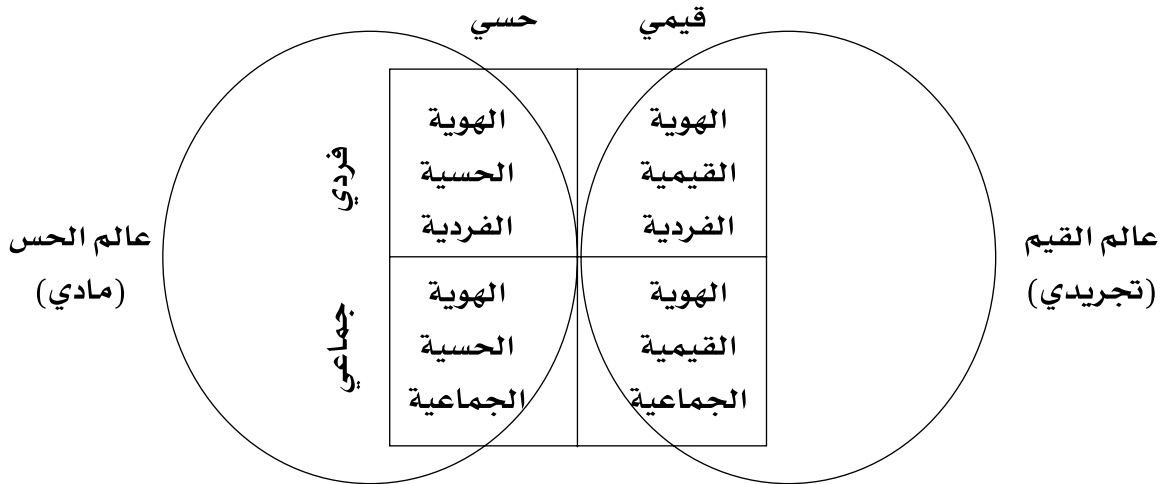 قيمي
حسي
الهوية
القيمية
الفردية
الهوية
الحسية
الفردية
فردي
عالم القيم
(تجريدي)
عالم الحس
(مادي)
الهوية
القيمية
الجماعية
الهوية
الحسية
الجماعية
جماعي